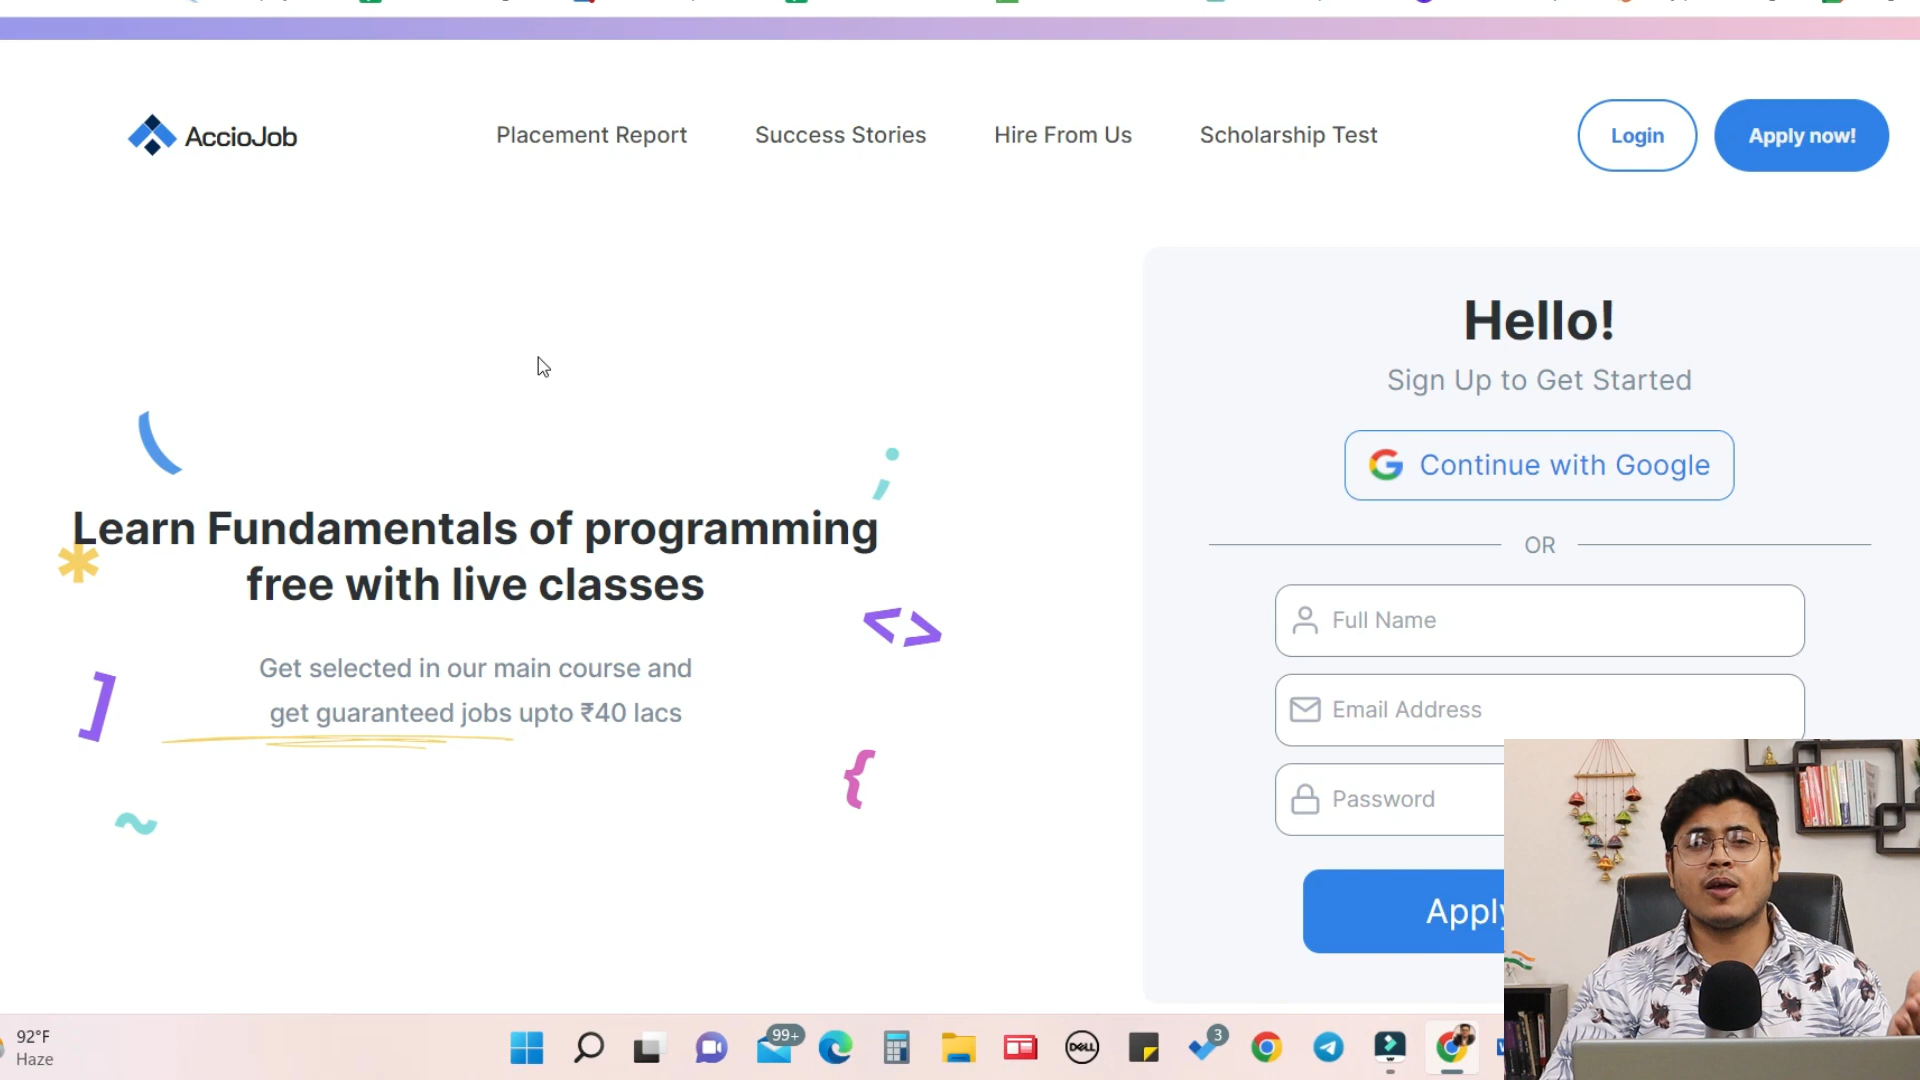 AccioJob
Placement Report
Success Stories
Hire From Us
Scholarship Test
Login
Apply now!
Hello!
Sign Up to Get Started
Continue with Google
OR
Full Name
Email Address
Password
Apply
Learn Fundamentals of programming
free with live classes
Get selected in our main course and
get guaranteed jobs upto ₹40 lacs
92°F
Haze
99+
DELL
3